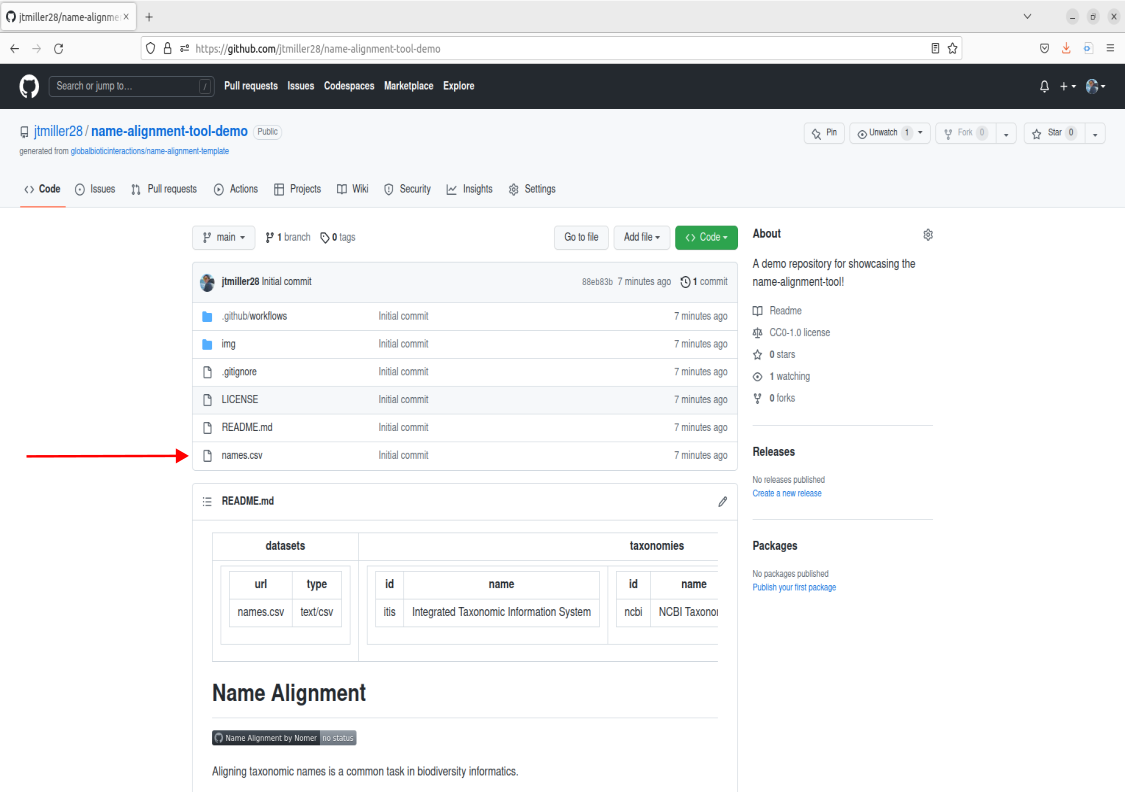 jtmiller28/name-alignme
https://github.com/jtmiller28/name-alignment-tool-demo
Search or jump to... /
Pull requests Issues Codespaces Marketplace Explore
jtmiller28 / name-alignment-tool-demo Public
generated from globalbioticinteractions/name-alignment-template
Pin Unwatch 1 Fork 0 Star 0
Code Issues Pull requests Actions Projects Wiki Security Insights Settings
main 1 branch 0 tags Go to file Add file Code
jtmiller28 Initial commit 88eb83b 7 minutes ago 1 commit
.github/workflows Initial commit 7 minutes ago
img Initial commit 7 minutes ago
.gitignore Initial commit 7 minutes ago
LICENSE Initial commit 7 minutes ago
README.md Initial commit 7 minutes ago
names.csv Initial commit 7 minutes ago
README.md
datasets taxonomies
url type id name id name
names.csv text/csv itis Integrated Taxonomic Information System ncbi NCBI Taxonor
Name Alignment
Name Alignment by Nomer no status
Aligning taxonomic names is a common task in biodiversity informatics.
About
A demo repository for showcasing the
name-alignment-tool!
Readme
CC0-1.0 license
0 stars
1 watching
0 forks
Releases
No releases published
Create a new release
Packages
No packages published
Publish your first package